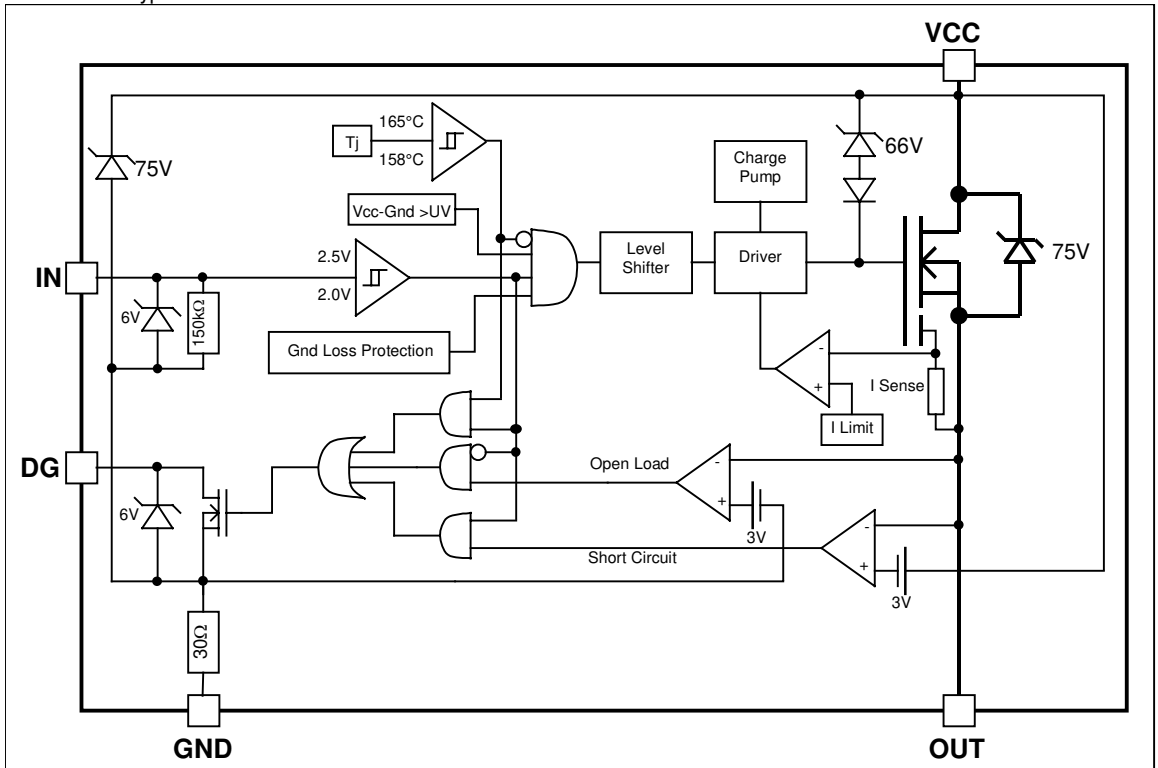 VCC
165°C
Tj
158°C
75V
66V
Charge
Pump
Vcc-Gnd >UV
Level
Shifter
Driver
75V
2.5V
2.0V
IN
6V
150kΩ
Gnd Loss Protection
-
+
I Sense
I Limit
DG
6V
Open Load
-
+
3V
Short Circuit
-
+
3V
30Ω
GND
OUT